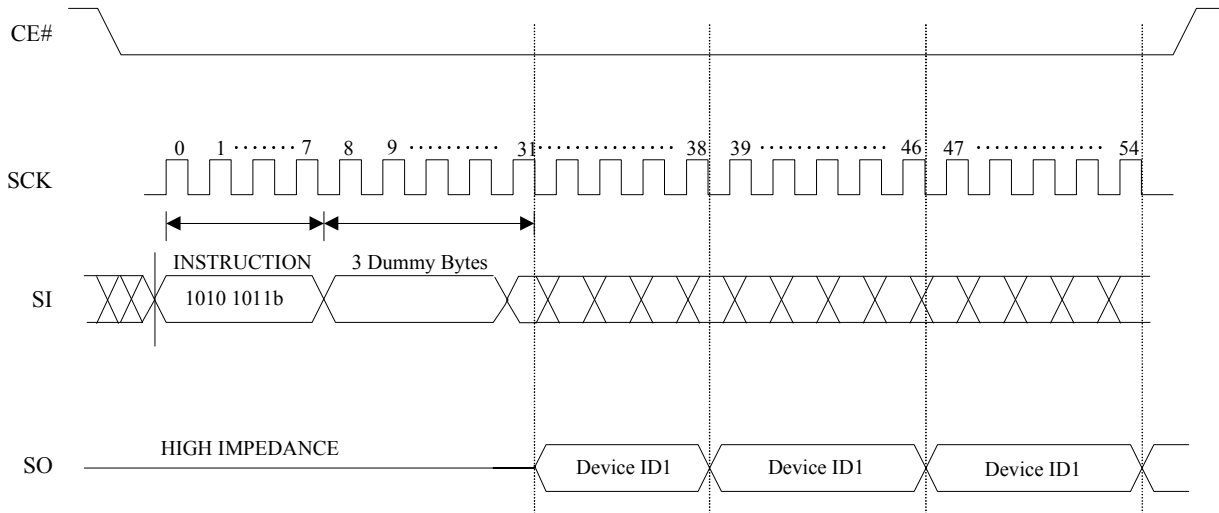 CE#
0 1 ······· 7 8 9 ·········· 31 ·············· 38 39 ············ 46 47 ············· 54
SCK
INSTRUCTION 3 Dummy Bytes
SI 1010 1011b
HIGH IMPEDANCE
SO Device ID1 Device ID1 Device ID1